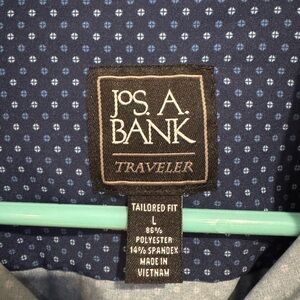 JOS. A.
BANK
TRAVELER
TAILORED FIT
L
86%
POLYESTER
14% SPANDEX
MADE IN
VIETNAM